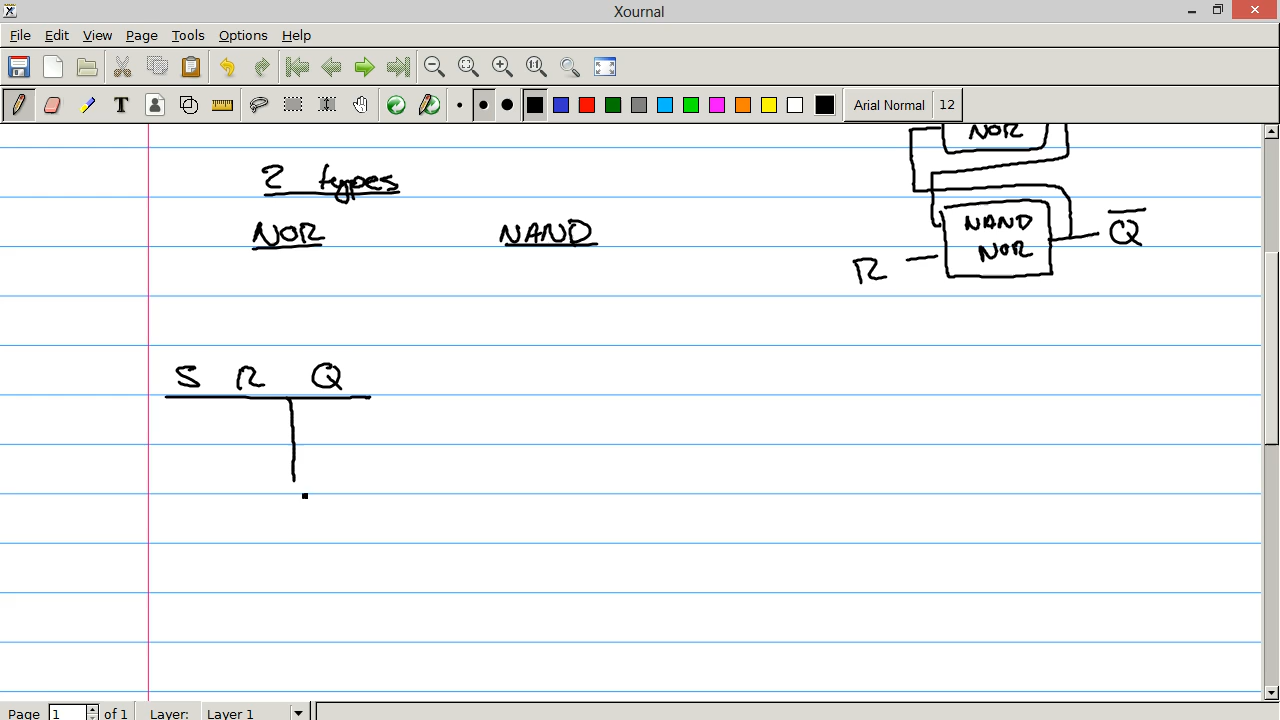 Xournal
File Edit View Page Tools Options Help
Arial Normal 12
NOR
2 types
NOR NAND
NAND
NOR
Q
R
S R Q
Page 1 of 1 Layer: Layer 1